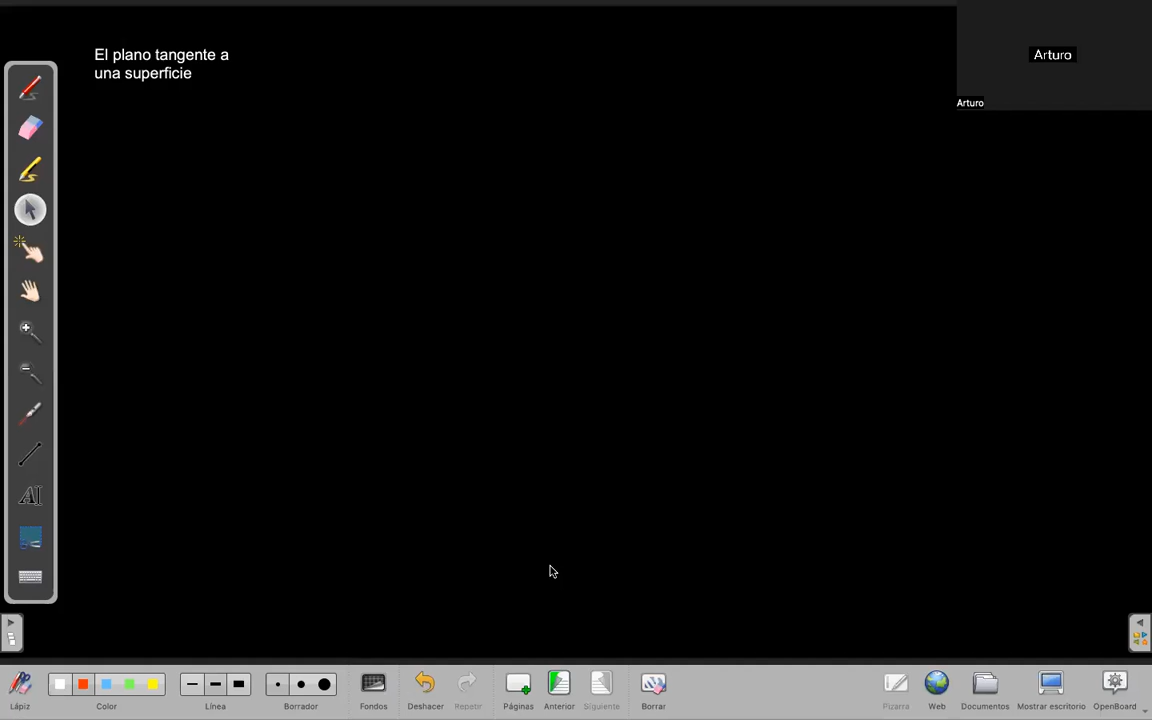 El plano tangente a
una superficie
Arturo
Arturo
Lápiz
Color
Línea
Borrador
Fondos
Deshacer
Repetir
Páginas
Anterior
Siguiente
Borrar
Pizarra
Web
Documentos
Mostrar escritorio
OpenBoard